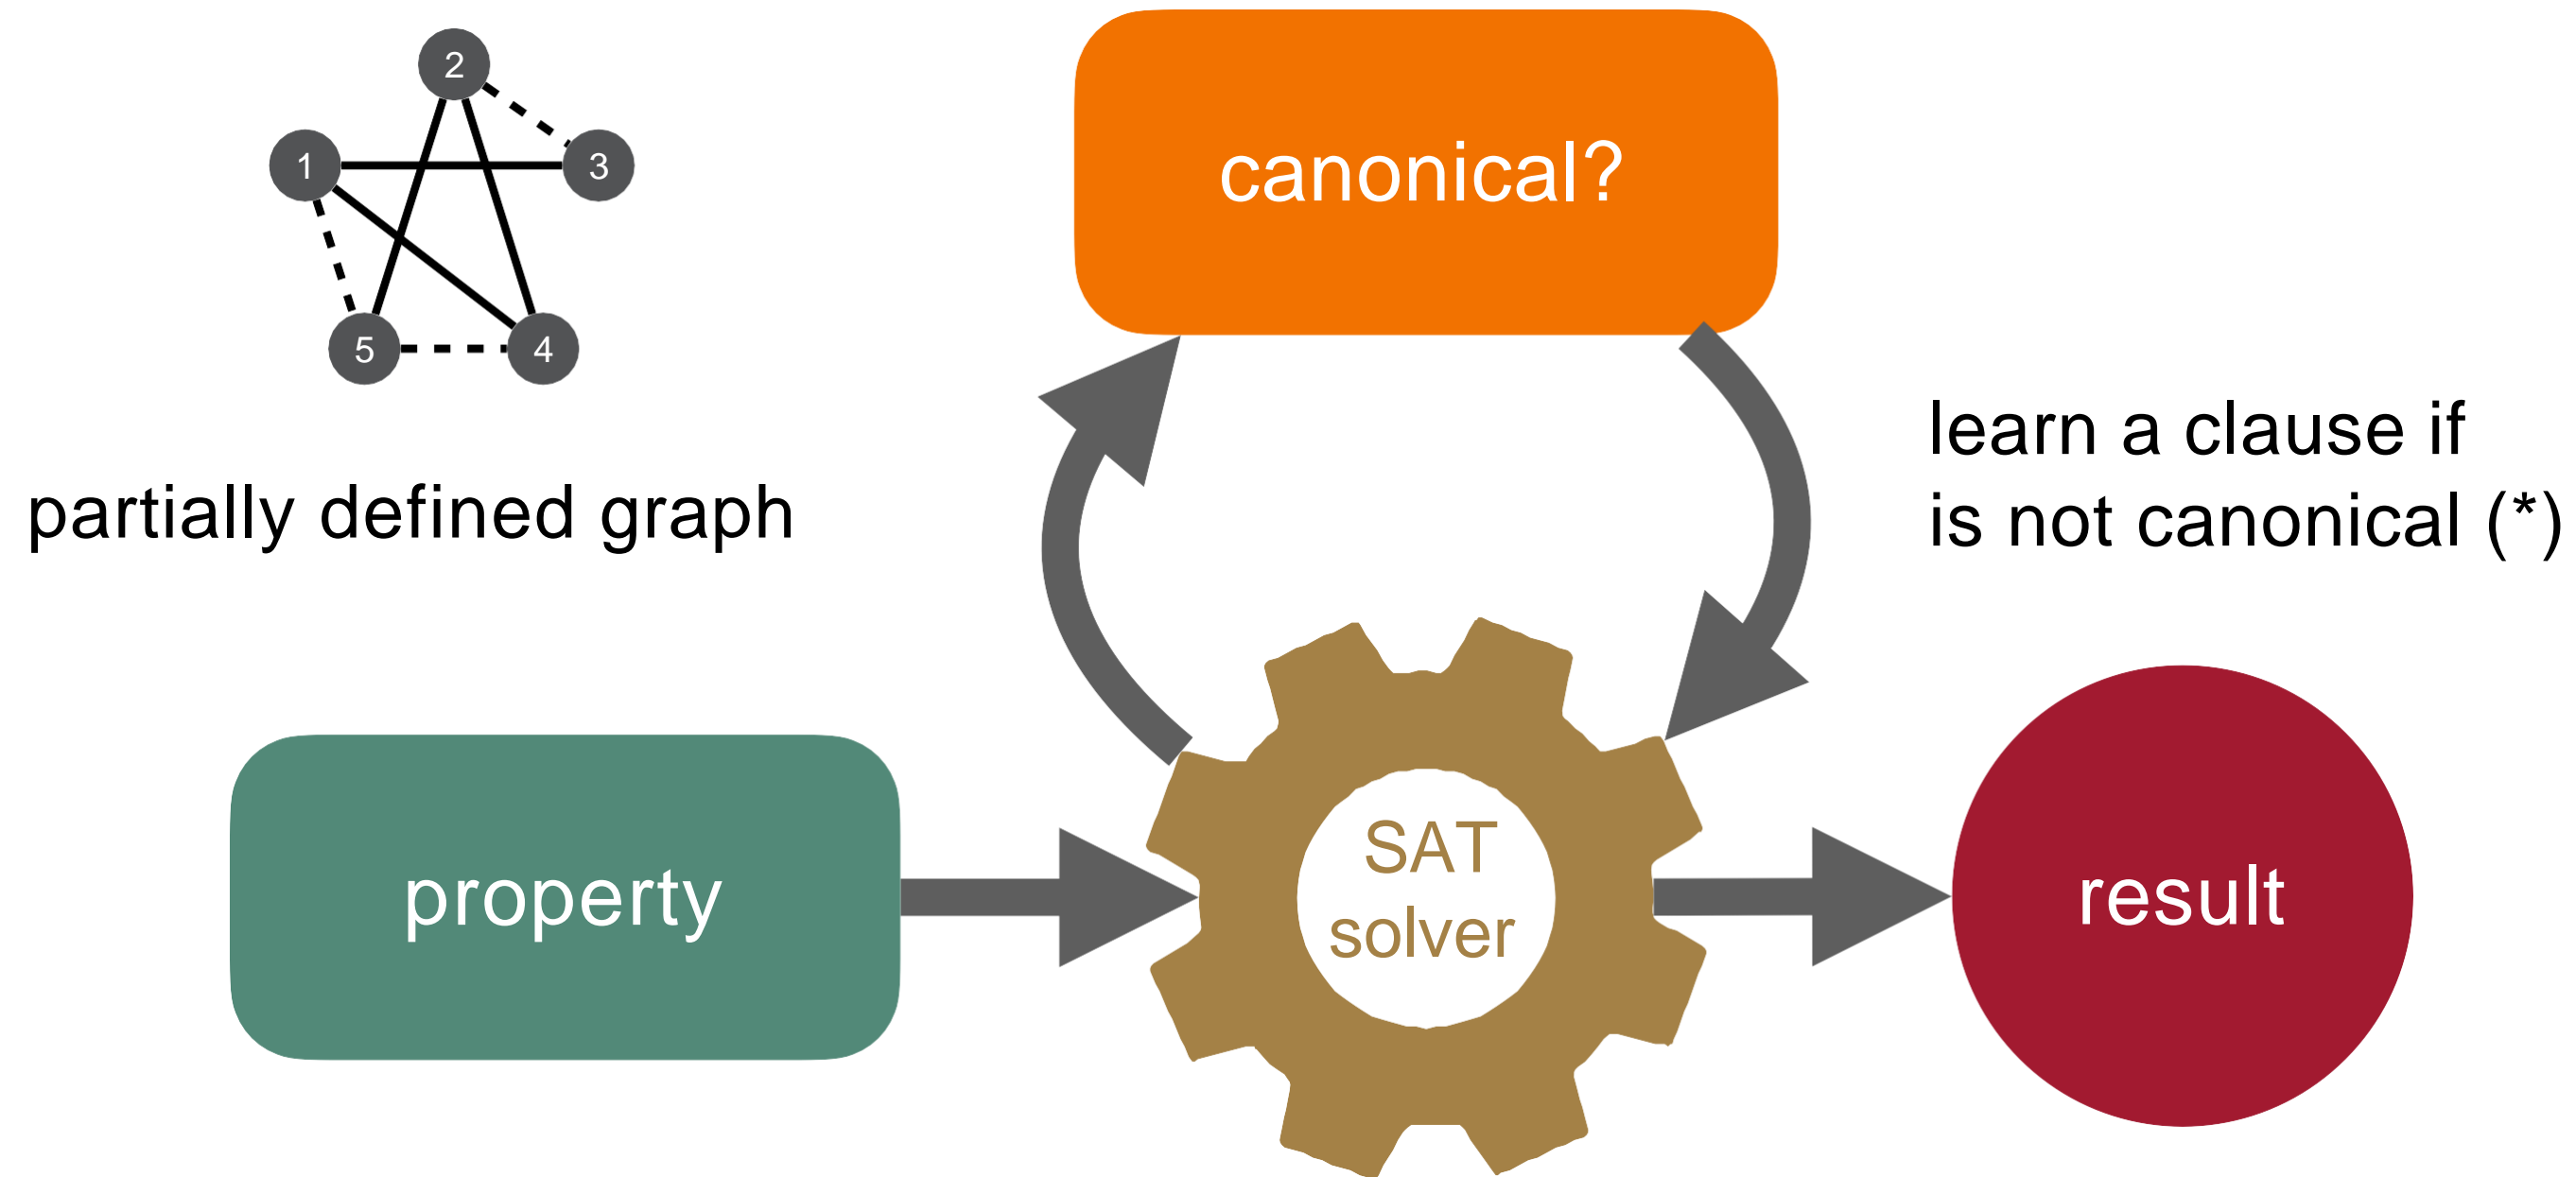 2
1
3
5
4
partially defined graph
canonical?
learn a clause if
is not canonical (*)
property
SAT
solver
result